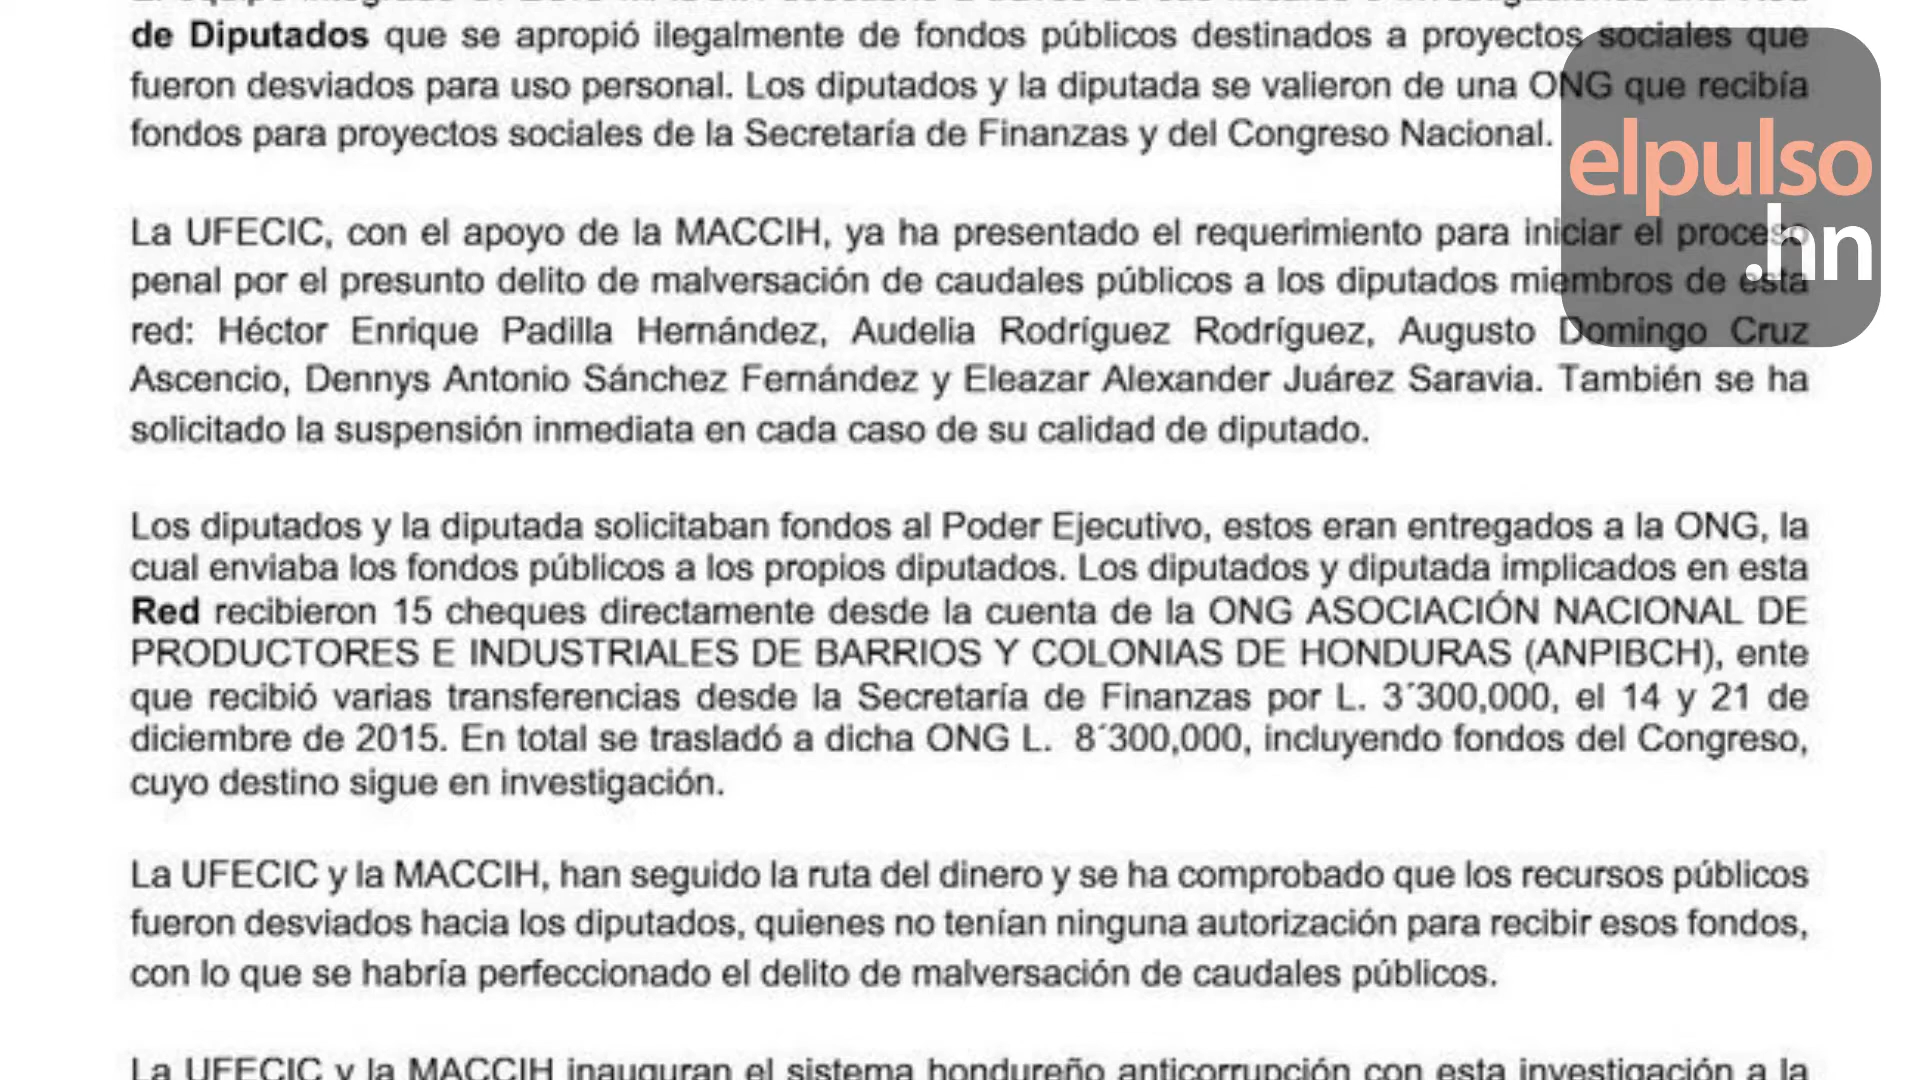 de Diputados que se apropió ilegalmente de fondos públicos destinados a proyectos sociales que
fueron desviados para uso personal. Los diputados y la diputada se valieron de una ONG que recibía
fondos para proyectos sociales de la Secretaría de Finanzas y del Congreso Nacional.
elpulso
.hn
La UFECIC, con el apoyo de la MACCIH, ya ha presentado el requerimiento para iniciar el proceso
penal por el presunto delito de malversación de caudales públicos a los diputados miembros de esta
red: Héctor Enrique Padilla Hernández, Audelia Rodríguez Rodríguez, Augusto Domingo Cruz
Ascencio, Dennys Antonio Sánchez Fernández y Eleazar Alexander Juárez Saravia. También se ha
solicitado la suspensión inmediata en cada caso de su calidad de diputado.
Los diputados y la diputada solicitaban fondos al Poder Ejecutivo, estos eran entregados a la ONG, la
cual enviaba los fondos públicos a los propios diputados. Los diputados y diputada implicados en esta
Red recibieron 15 cheques directamente desde la cuenta de la ONG ASOCIACIÓN NACIONAL DE
PRODUCTORES E INDUSTRIALES DE BARRIOS Y COLONIAS DE HONDURAS (ANPIBCH), ente
que recibió varias transferencias desde la Secretaría de Finanzas por L. 3´300,000, el 14 y 21 de
diciembre de 2015. En total se trasladó a dicha ONG L. 8´300,000, incluyendo fondos del Congreso,
cuyo destino sigue en investigación.
La UFECIC y la MACCIH, han seguido la ruta del dinero y se ha comprobado que los recursos públicos
fueron desviados hacia los diputados, quienes no tenían ninguna autorización para recibir esos fondos,
con lo que se habría perfeccionado el delito de malversación de caudales públicos.
La UFECIC y la MACCIH inauguran el sistema hondureño anticorrupción con esta investigación a la